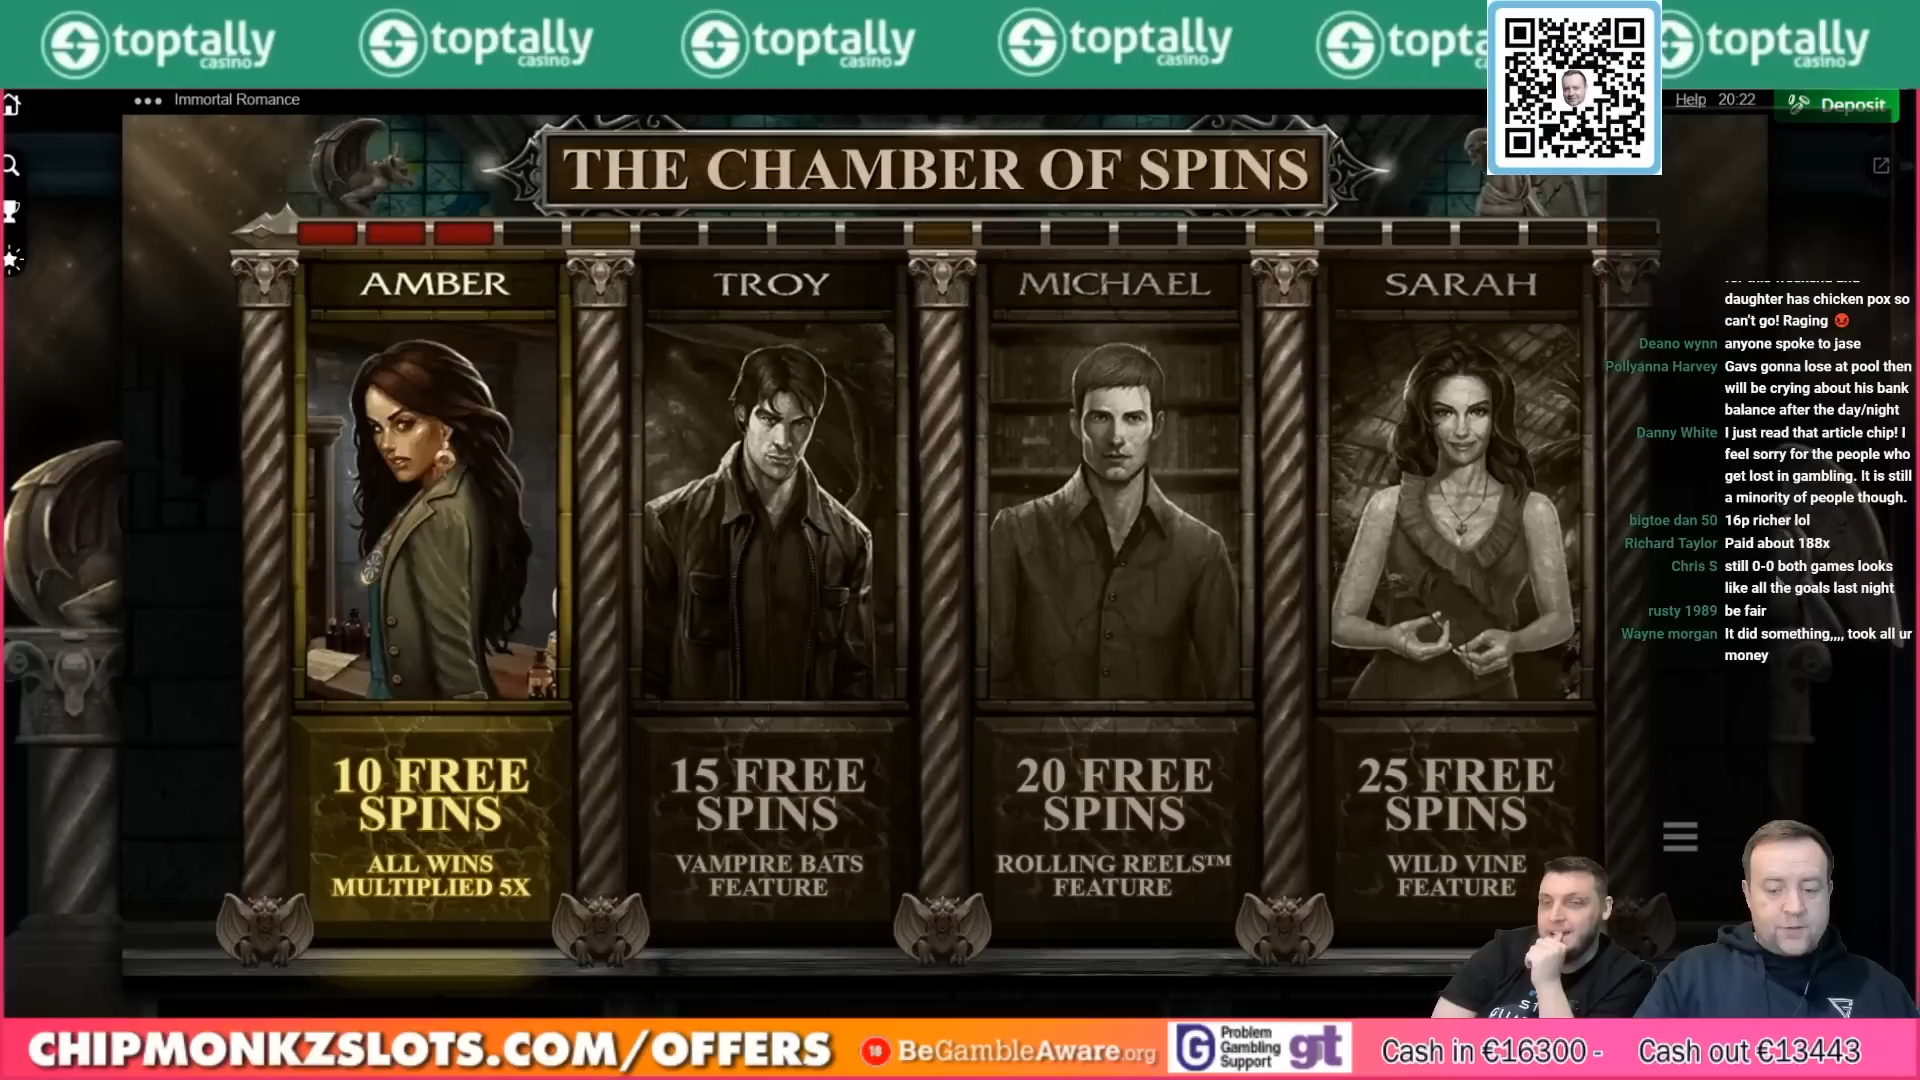 toptally casino toptally casino toptally casino toptally casino topta toptally casino
Immortal Romance
Help 20:22
Deposit
THE CHAMBER OF SPINS
AMBER
TROY
MICHAEL
SARAH
daughter has chicken pox so
can't go! Raging
Deano wynn anyone spoke to jase
Pollyanna Harvey Gavs gonna lose at pool then
will be crying about his bank
balance after the day/night
Danny White I just read that article chip! I
feel sorry for the people who
get lost in gambling. It is still
a minority of people though.
bigtoe dan 50 16p richer lol
Richard Taylor Paid about 188x
Chris S still 0-0 both games looks
like all the goals last night
rusty 1989 be fair
Wayne morgan It did something,,,, took all ur
money
10 FREE
SPINS
ALL WINS
MULTIPLIED 5X
15 FREE
SPINS
VAMPIRE BATS
FEATURE
20 FREE
SPINS
ROLLING REELS™
FEATURE
25 FREE
SPINS
WILD VINE
FEATURE
CHIPMONKZSLOTS.COM/OFFERS
18 BeGambleAware.org
Problem
Gambling
Support
gt
Cash in €16300 - Cash out €13443